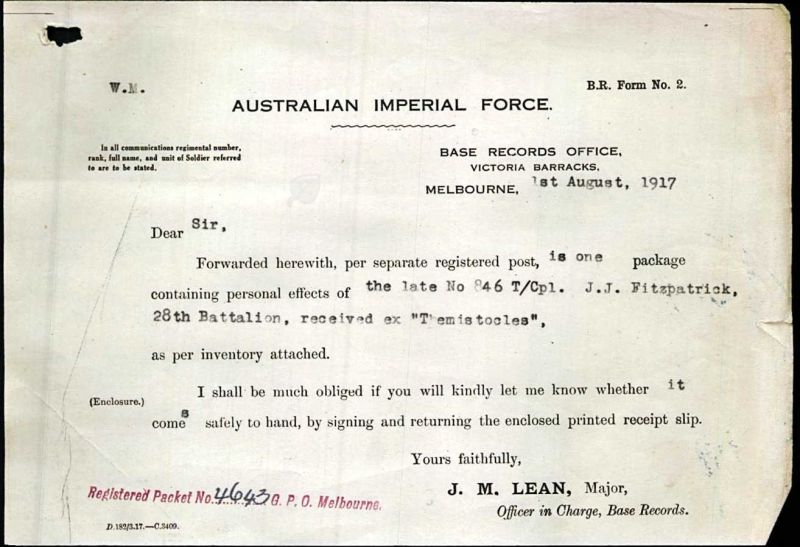 W.M.
B.R. Form No. 2.
AUSTRALIAN IMPERIAL FORCE.
In all communications regimental number,
rank, full name, and unit of Soldier referred
to are to be stated.
BASE RECORDS OFFICE,
VICTORIA BARRACKS,
MELBOURNE, 1st August, 1917
Dear Sir,
Forwarded herewith, per separate registered post, is one package
containing personal effects of the late No 846 T/Cpl. J.J. Fitzpatrick,
28th Battalion, received ex "Themistocles",
as per inventory attached.
I shall be much obliged if you will kindly let me know whether it
(Enclosure.)
comes safely to hand, by signing and returning the enclosed printed receipt slip.
Yours faithfully,
J. M. LEAN, Major,
Officer in Charge, Base Records.
Registered Packet No. 4643 G. P. O. Melbourne.
D.182/3.17.—C.3409.